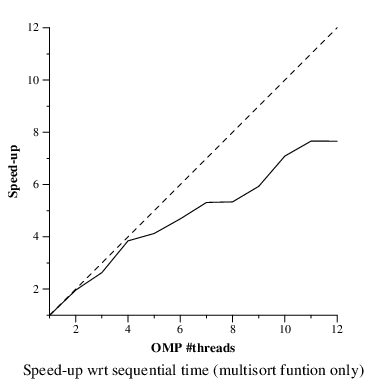 12
10
8
6
4
2
Speed-up
2 4 6 8 10 12
OMP #threads
Speed-up wrt sequential time (multisort funtion only)